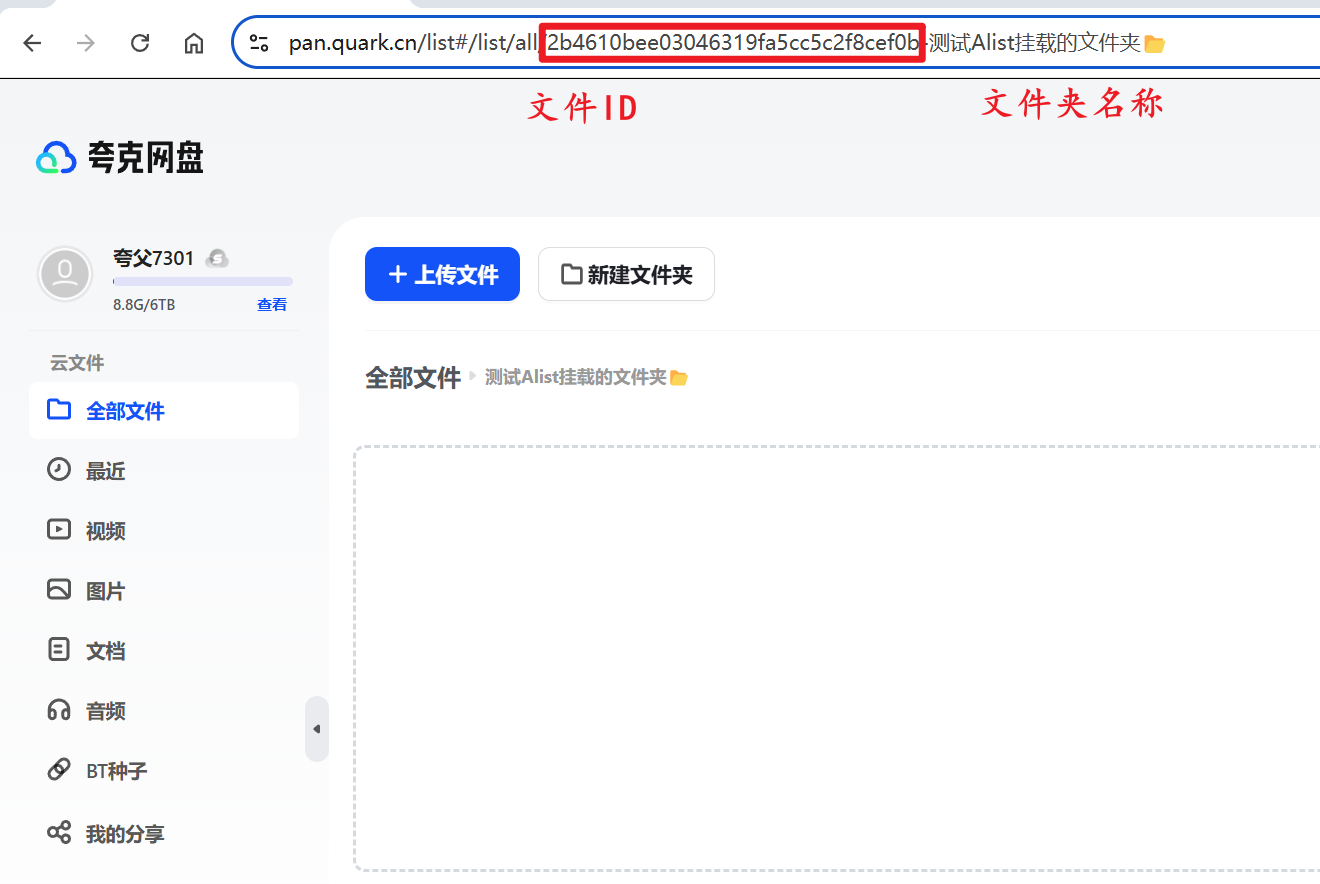 pan.quark.cn/list#/list/all/2b4610bee03046319fa5cc5c2f8cef0b-测试Alist挂载的文件夹📂
文件ID
文件夹名称
夸克网盘
夸父7301
8.8G/6TB
查看
云文件
全部文件
最近
视频
图片
文档
音频
BT种子
我的分享
上传文件
新建文件夹
全部文件
测试Alist挂载的文件夹📂